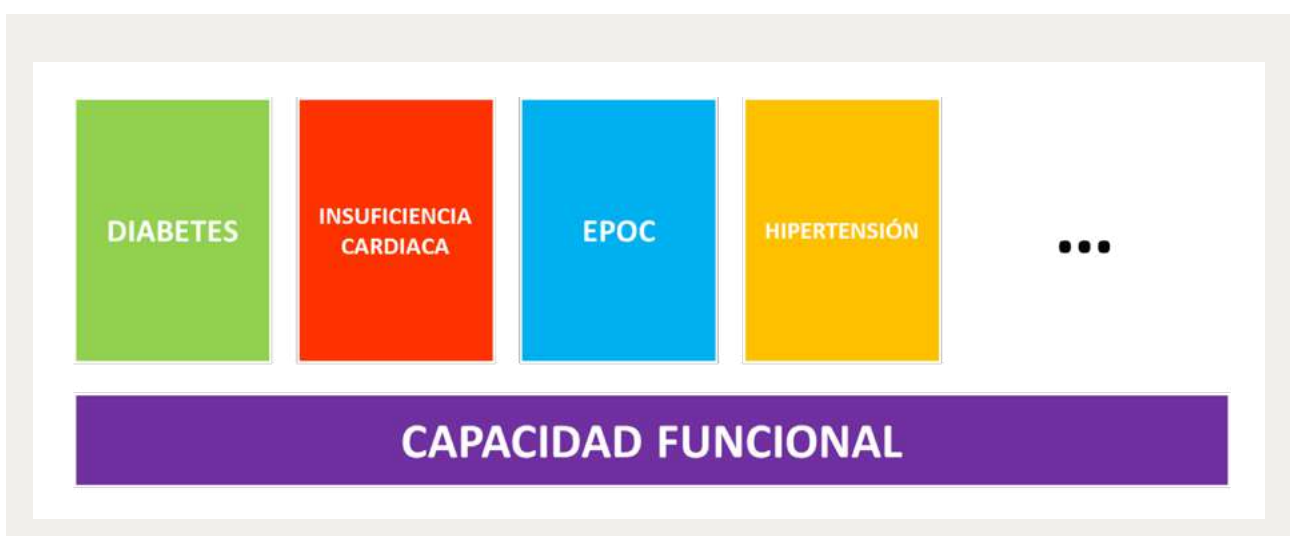 DIABETES
INSUFICIENCIA
CARDIACA
EPOC
HIPERTENSIÓN
...
CAPACIDAD FUNCIONAL